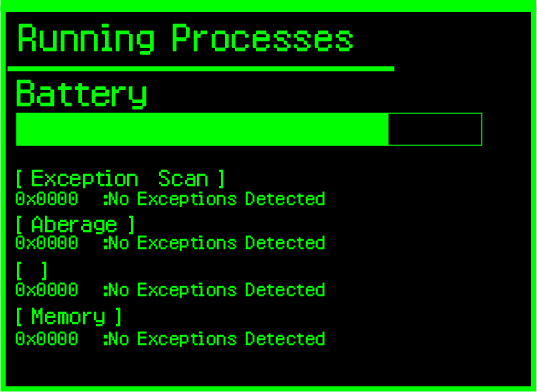 Running Processes
Battery
[ Exception Scan ]
0x0000 :No Exceptions Detected
[ Aberage ]
0x0000 :No Exceptions Detected
[ ]
0x0000 :No Exceptions Detected
[ Memory ]
0x0000 :No Exceptions Detected